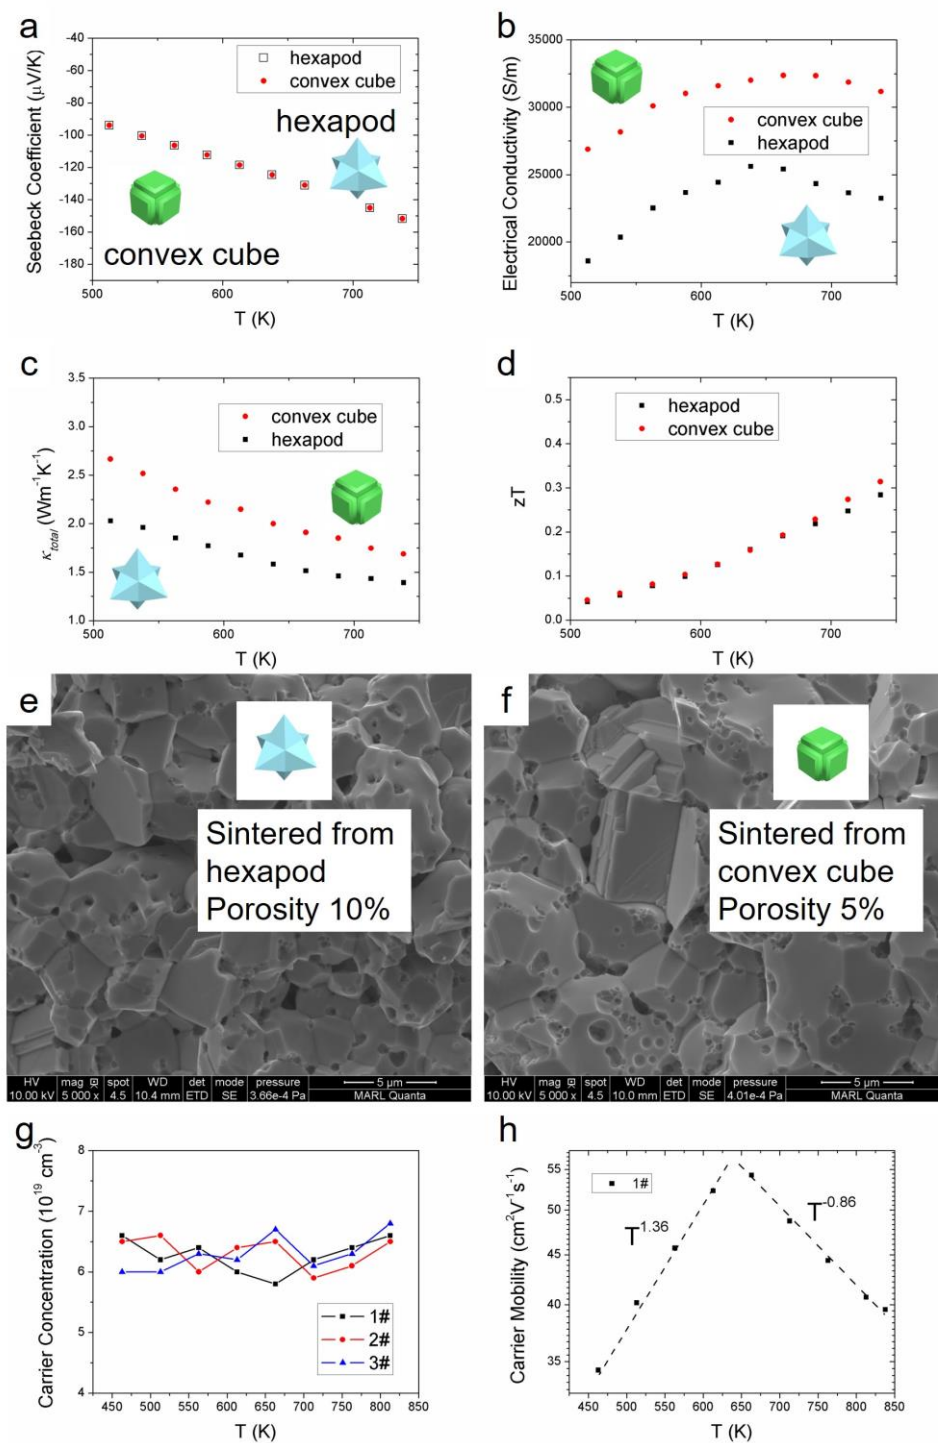 a
-40
-60
-80
-100
-120
-140
-160
-180
Seebeck Coefficient (μV/K)
hexapod
convex cube
hexapod
convex cube
500
600
700
T (K)
b
35000
30000
25000
20000
Electrical Conductivity (S/m)
convex cube
hexapod
500
600
700
T (K)
c
3.5
3.0
2.5
2.0
1.5
1.0
κtotal (Wm⁻¹K⁻¹)
convex cube
hexapod
500
600
700
T (K)
d
0.5
0.4
0.3
0.2
0.1
0.0
zT
hexapod
convex cube
500
600
700
T (K)
e
Sintered from
hexapod
Porosity 10%
HV mag spot WD det mode pressure
10.00 kV 5 000 x 4.5 10.4 mm ETD SE 3.66e-4 Pa
5 μm
MARL Quanta
f
Sintered from
convex cube
Porosity 5%
HV mag spot WD det mode pressure
10.00 kV 5 000 x 4.5 10.0 mm ETD SE 4.01e-4 Pa
5 μm
MARL Quanta
g
8
7
6
5
4
Carrier Concentration (10¹⁹ cm⁻³)
1#
2#
3#
450 500 550 600 650 700 750 800 850
T (K)
h
55
50
45
40
35
Carrier Mobility (cm²V⁻¹s⁻¹)
1#
T¹·³⁶
T⁻⁰·⁸⁶
450 500 550 600 650 700 750 800 850
T (K)